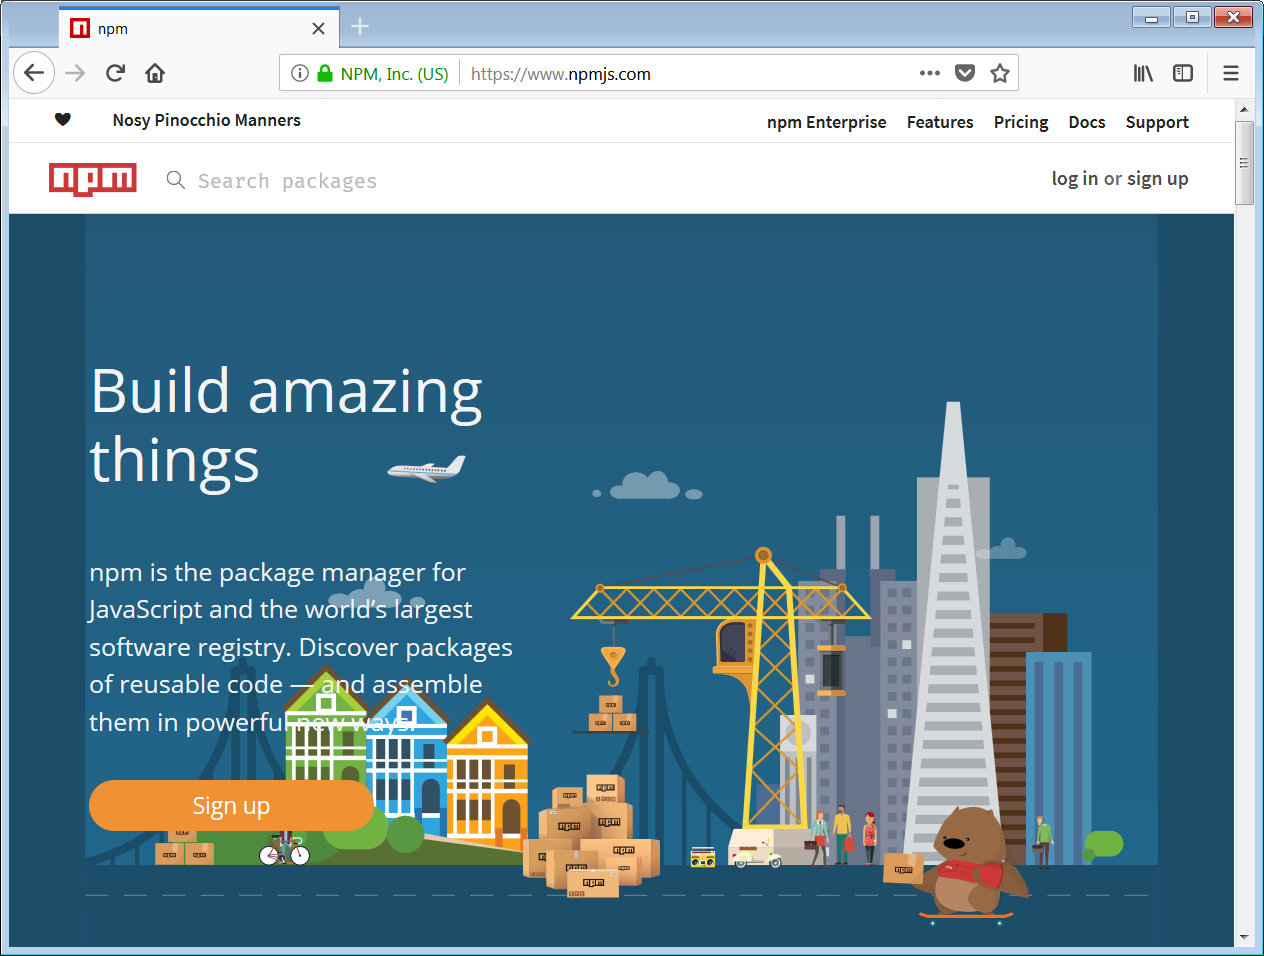 npm
NPM, Inc. (US) https://www.npmjs.com
Nosy Pinocchio Manners
npm Enterprise Features Pricing Docs Support
npm Search packages
log in or sign up
Build amazing
things
npm is the package manager for
JavaScript and the world’s largest
software registry. Discover packages
of reusable code — and assemble
them in powerful new ways.
Sign up
npm
npm
npm
npm
npm
npm
npm
npm
npm
npm
npm
npm
npm
npm